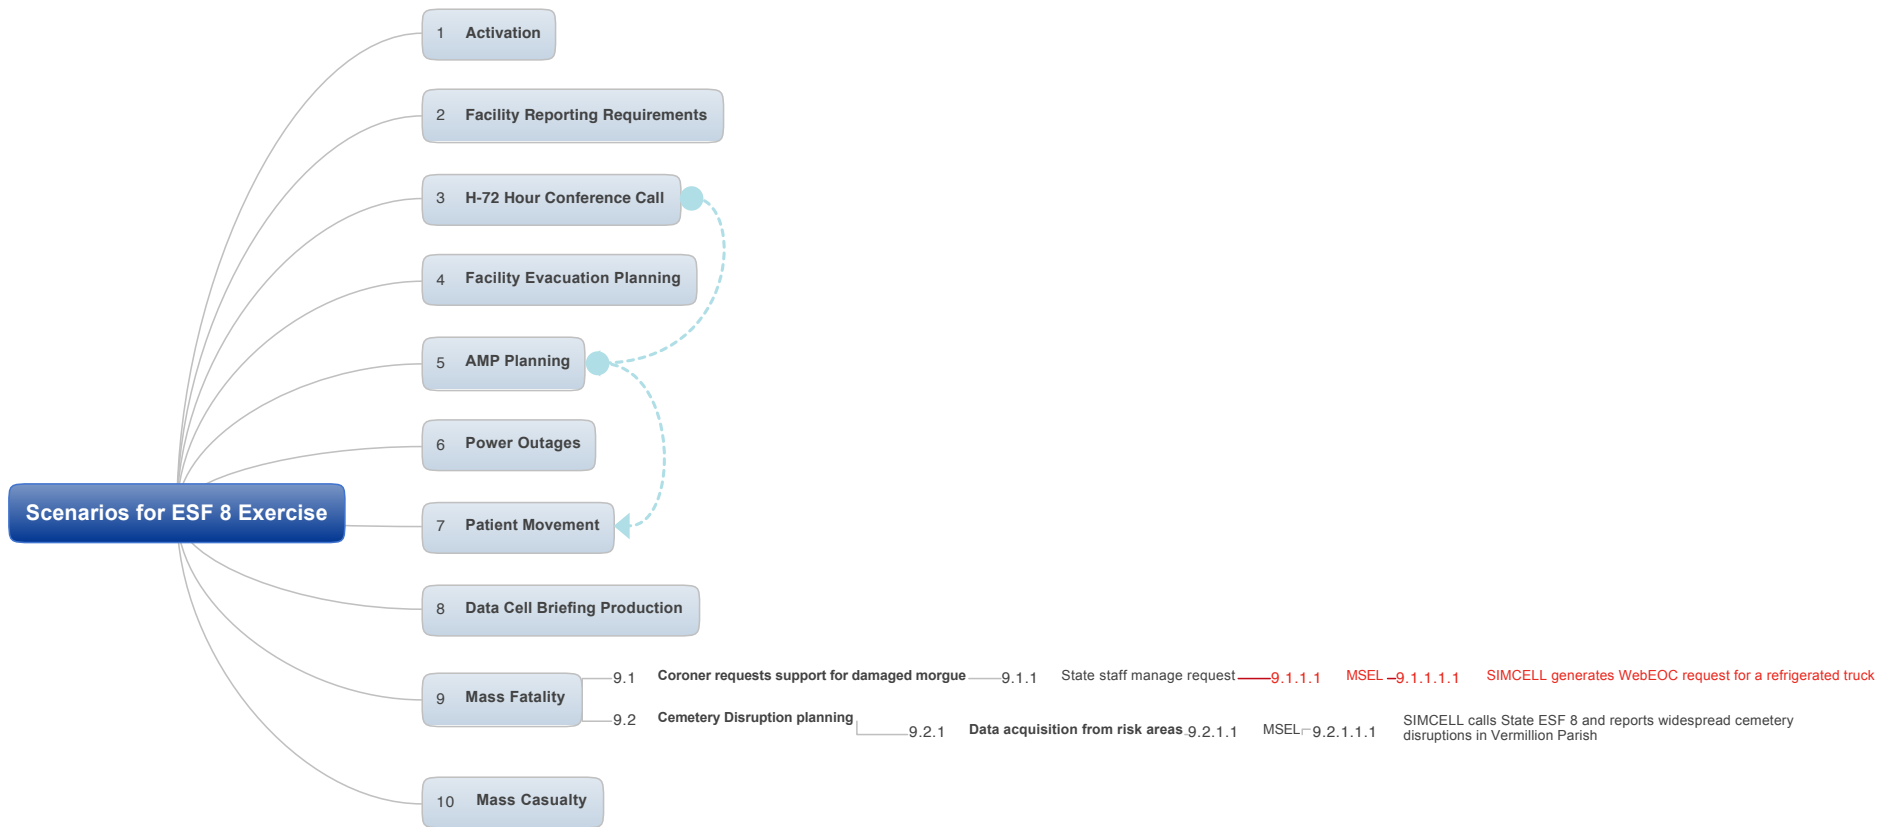 1 Activation
2 Facility Reporting Requirements
3 H-72 Hour Conference Call
4 Facility Evacuation Planning
5 AMP Planning
6 Power Outages
Scenarios for ESF 8 Exercise
7 Patient Movement
8 Data Cell Briefing Production
9 Mass Fatality
9.1 Coroner requests support for damaged morgue 9.1.1 State staff manage request 9.1.1.1 MSEL 9.1.1.1.1 SIMCELL generates WebEOC request for a refrigerated truck
9.2 Cemetery Disruption planning
9.2.1 Data acquisition from risk areas 9.2.1.1 MSEL 9.2.1.1.1 SIMCELL calls State ESF 8 and reports widespread cemetery
disruptions in Vermillion Parish
10 Mass Casualty